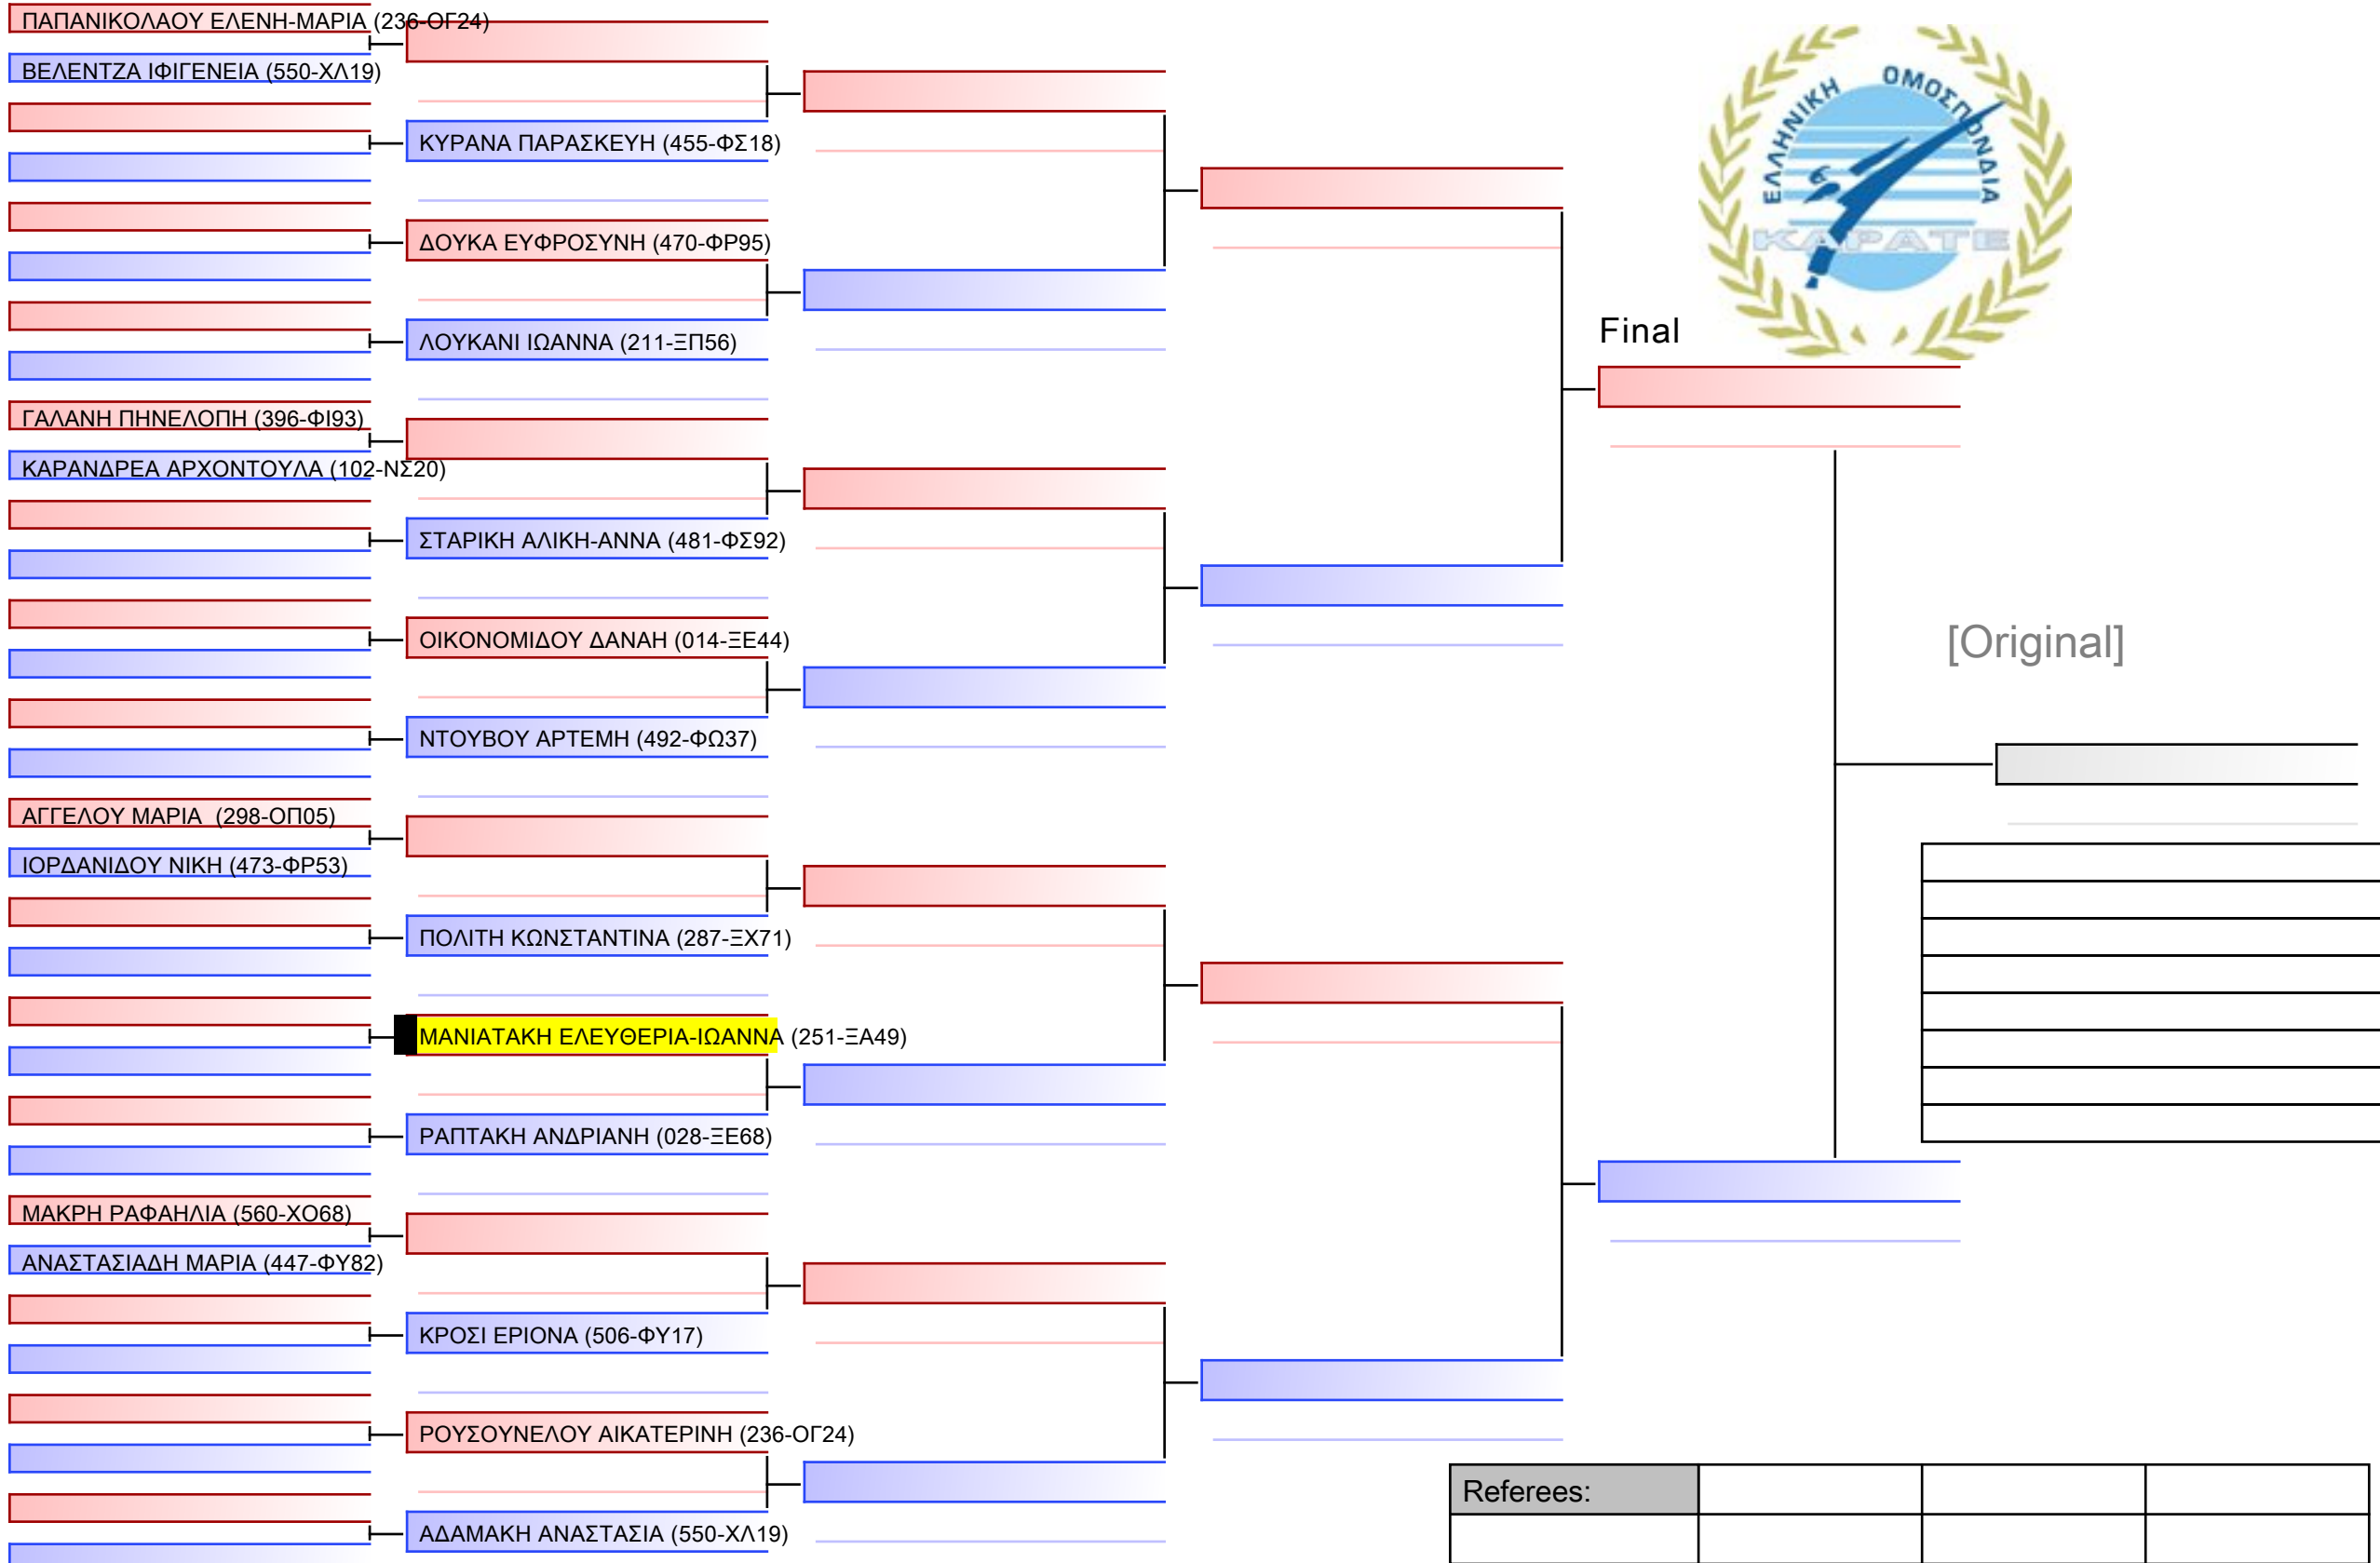 ΠΑΠΑΝΙΚΟΛΑΟΥ ΕΛΕΝΗ-ΜΑΡΙΑ (236-ΟΓ24)
ΒΕΛΕΝΤΖΑ ΙΦΙΓΕΝΕΙΑ (550-ΧΛ19)
ΚΥΡΑΝΑ ΠΑΡΑΣΚΕΥΗ (455-ΦΣ18)
ΔΟΥΚΑ ΕΥΦΡΟΣΥΝΗ (470-ΦΡ95)
ΛΟΥΚΑΝΙ ΙΩΑΝΝΑ (211-ΞΠ56)
ΓΑΛΑΝΗ ΠΗΝΕΛΟΠΗ (396-ΦΙ93)
ΚΑΡΑΝΔΡΕΑ ΑΡΧΟΝΤΟΥΛΑ (102-ΝΣ20)
ΣΤΑΡΙΚΗ ΑΛΙΚΗ-ΑΝΝΑ (481-ΦΣ92)
ΟΙΚΟΝΟΜΙΔΟΥ ΔΑΝΑΗ (014-ΞΕ44)
ΝΤΟΥΒΟΥ ΑΡΤΕΜΗ (492-ΦΩ37)
ΑΓΓΕΛΟΥ ΜΑΡΙΑ  (298-ΟΠ05)
ΙΟΡΔΑΝΙΔΟΥ ΝΙΚΗ (473-ΦΡ53)
ΠΟΛΙΤΗ ΚΩΝΣΤΑΝΤΙΝΑ (287-ΞΧ71)
ΜΑΝΙΑΤΑΚΗ ΕΛΕΥΘΕΡΙΑ-ΙΩΑΝΝΑ (251-ΞΑ49)
ΡΑΠΤΑΚΗ ΑΝΔΡΙΑΝΗ (028-ΞΕ68)
ΜΑΚΡΗ ΡΑΦΑΗΛΙΑ (560-ΧΟ68)
ΑΝΑΣΤΑΣΙΑΔΗ ΜΑΡΙΑ (447-ΦΥ82)
ΚΡΟΣΙ ΕΡΙΟΝΑ (506-ΦΥ17)
ΡΟΥΣΟΥΝΕΛΟΥ ΑΙΚΑΤΕΡΙΝΗ (236-ΟΓ24)
ΑΔΑΜΑΚΗ ΑΝΑΣΤΑΣΙΑ (550-ΧΛ19)
ΕΛΛΗΝΙΚΗ ΟΜΟΣΠΟΝΔΙΑ
ΚΑΡΑΤΕ
Final
[Original]
Referees: